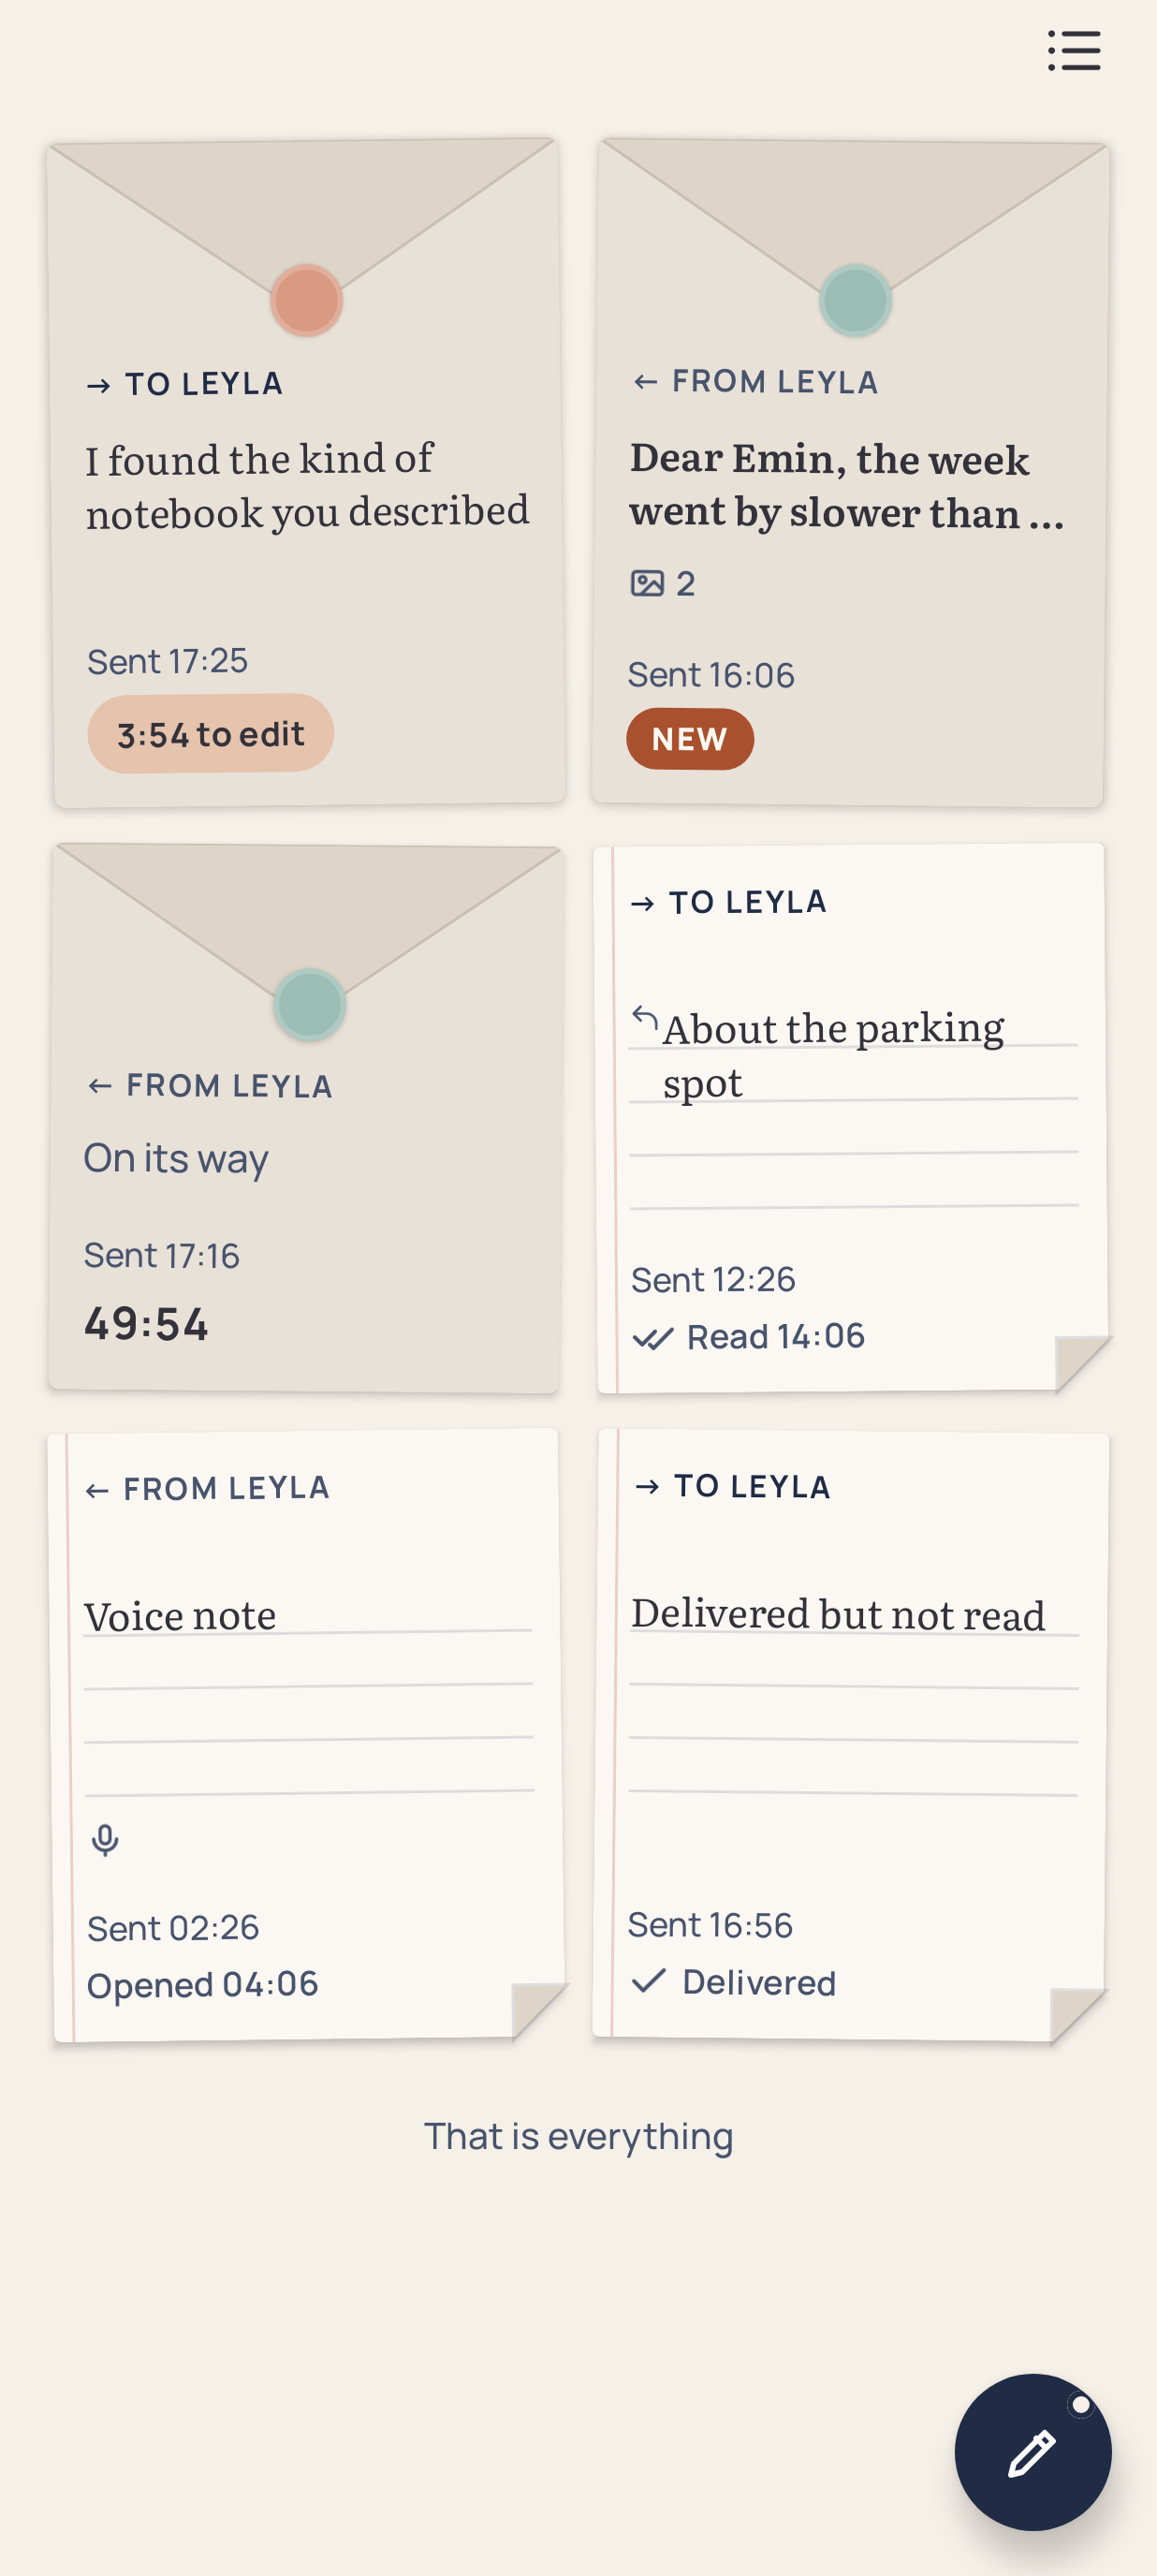 → TO LEYLA
I found the kind of
notebook you described
Sent 17:25
3:54 to edit
← FROM LEYLA
Dear Emin, the week
went by slower than ...
2
Sent 16:06
NEW
← FROM LEYLA
On its way
Sent 17:16
49:54
→ TO LEYLA
About the parking
spot
Sent 12:26
Read 14:06
← FROM LEYLA
Voice note
Sent 02:26
Opened 04:06
→ TO LEYLA
Delivered but not read
Sent 16:56
Delivered
That is everything